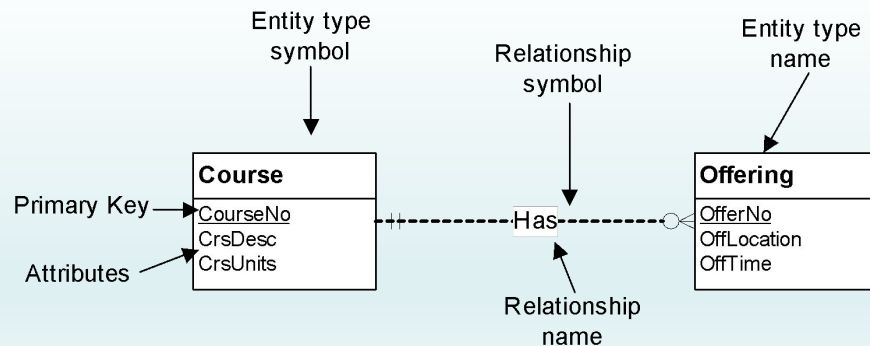 Entity type
symbol
Relationship
symbol
Entity type
name
Course
CourseNo
CrsDesc
CrsUnits
Primary Key
Attributes
Has
Offering
OfferNo
OffLocation
OffTime
Relationship
name